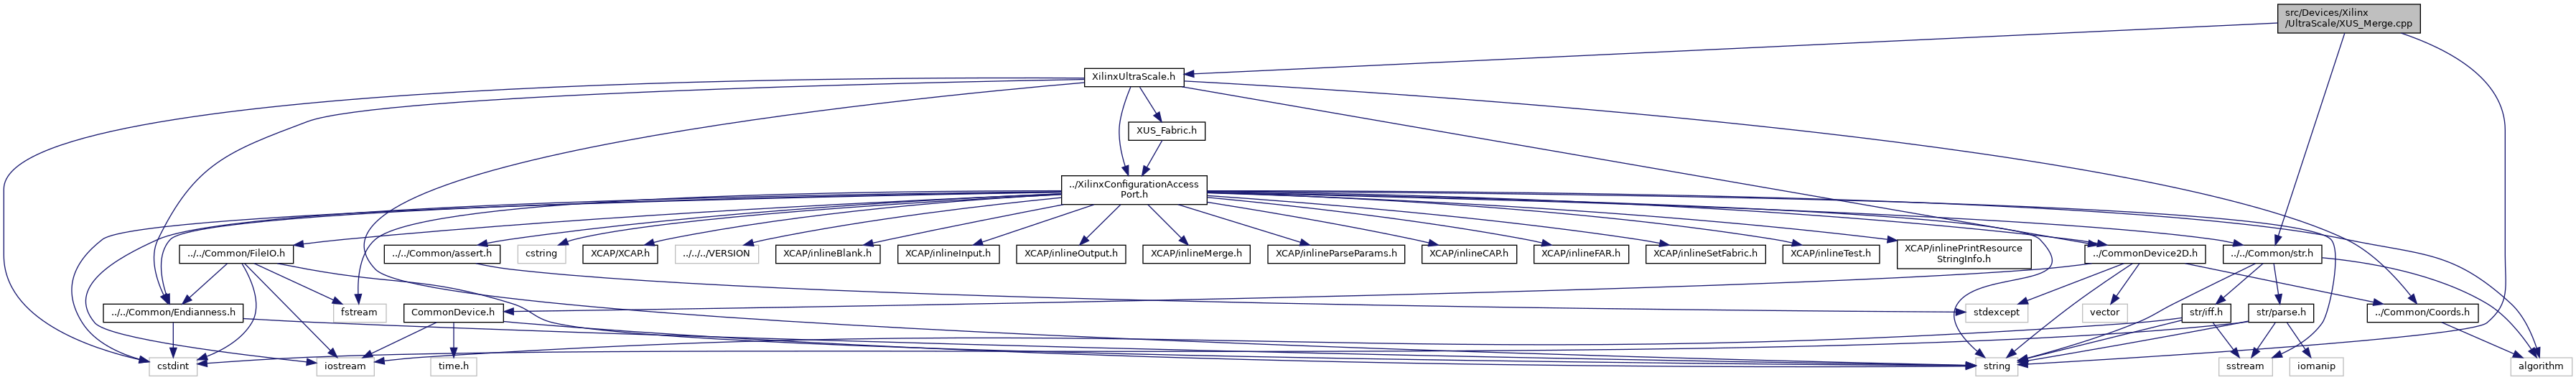 src/Devices/Xilinx
/UltraScale/XUS_Merge.cpp
XilinxUltraScale.h
XUS_Fabric.h
../XilinxConfigurationAccess
Port.h
../../Common/FileIO.h
../../Common/assert.h
cstring
XCAP/XCAP.h
../../../VERSION
XCAP/inlineBlank.h
XCAP/inlineInput.h
XCAP/inlineOutput.h
XCAP/inlineMerge.h
XCAP/inlineParseParams.h
XCAP/inlineCAP.h
XCAP/inlineFAR.h
XCAP/inlineSetFabric.h
XCAP/inlineTest.h
XCAP/inlinePrintResource
StringInfo.h
../CommonDevice2D.h
../../Common/str.h
../../Common/Endianness.h
fstream
CommonDevice.h
stdexcept
vector
str/iff.h
str/parse.h
../Common/Coords.h
cstdint
iostream
time.h
string
sstream
iomanip
algorithm